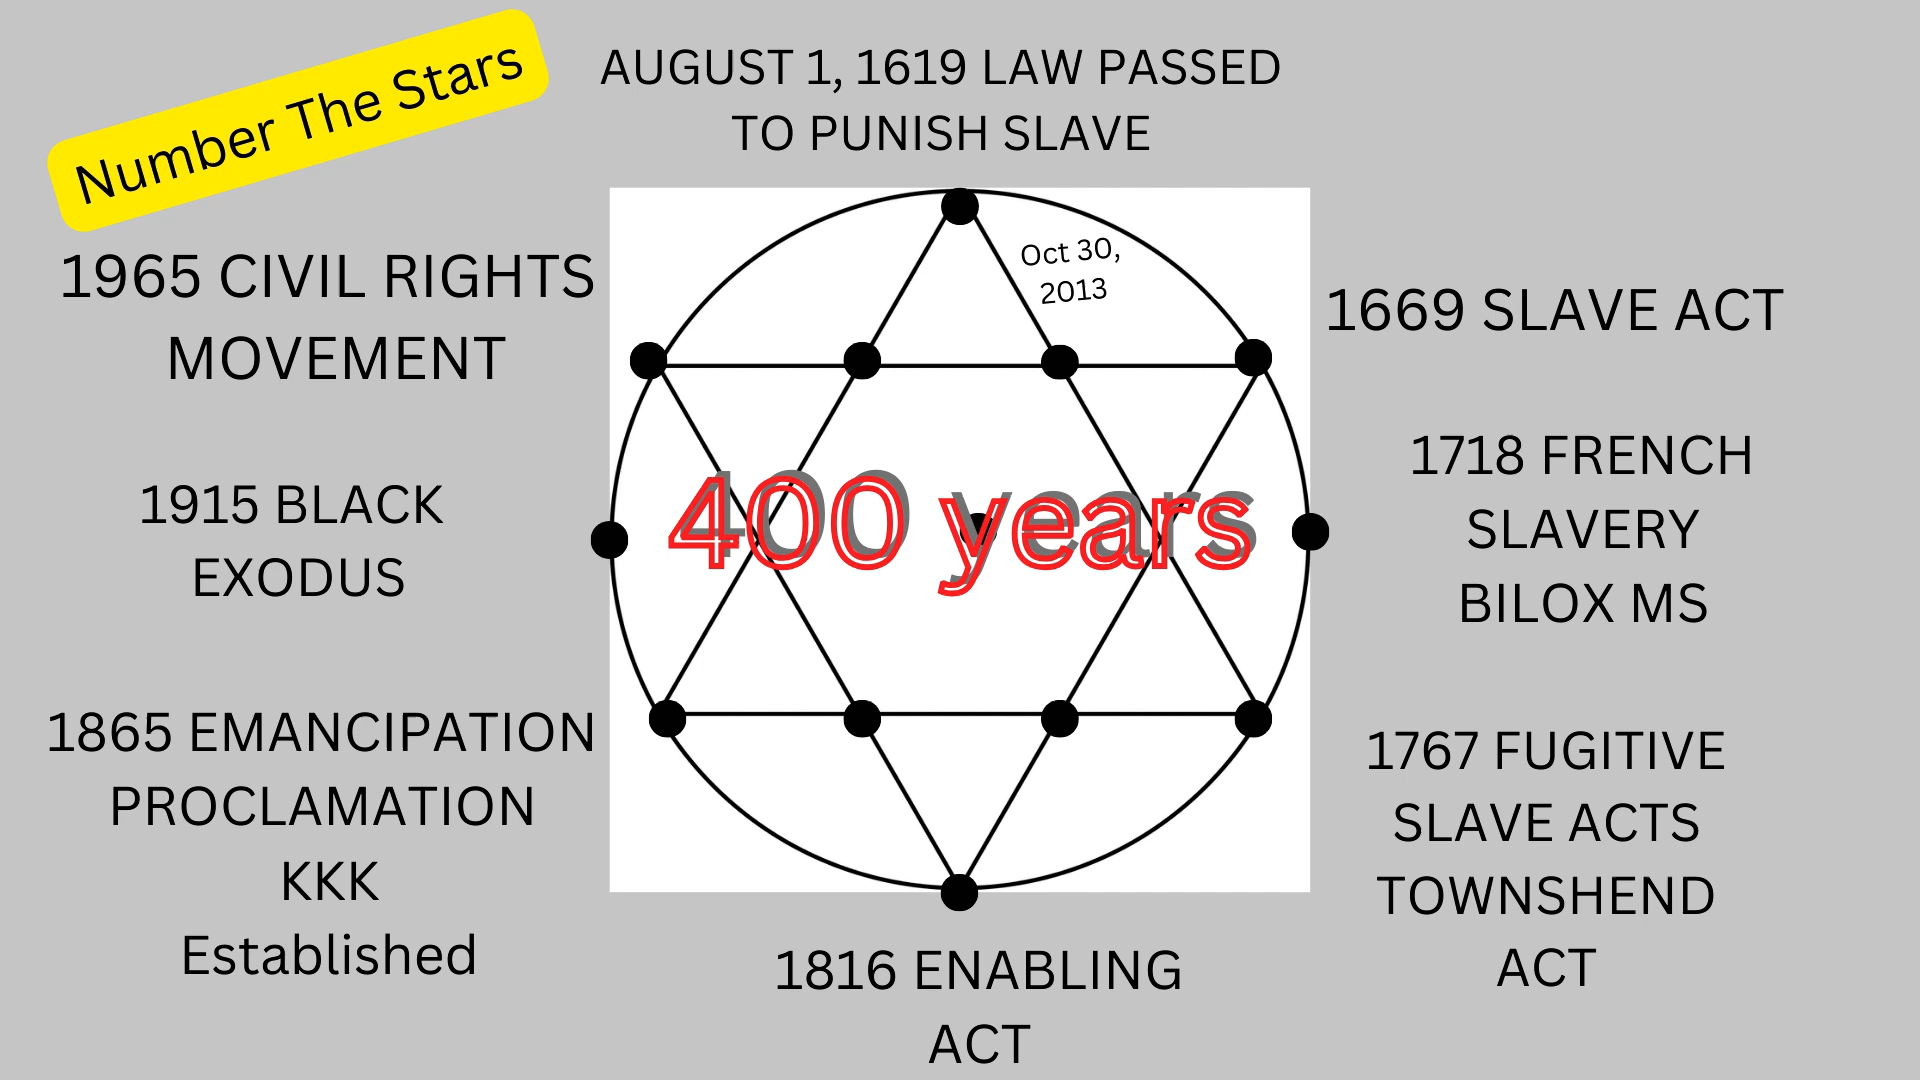 Number The Stars
AUGUST 1, 1619 LAW PASSED
TO PUNISH SLAVE
Oct 30,
2013
1965 CIVIL RIGHTS
MOVEMENT
1669 SLAVE ACT
1915 BLACK
EXODUS
400 years
1718 FRENCH
SLAVERY
BILOX MS
1865 EMANCIPATION
PROCLAMATION
KKK
Established
1767 FUGITIVE
SLAVE ACTS
TOWNSHEND
ACT
1816 ENABLING
ACT